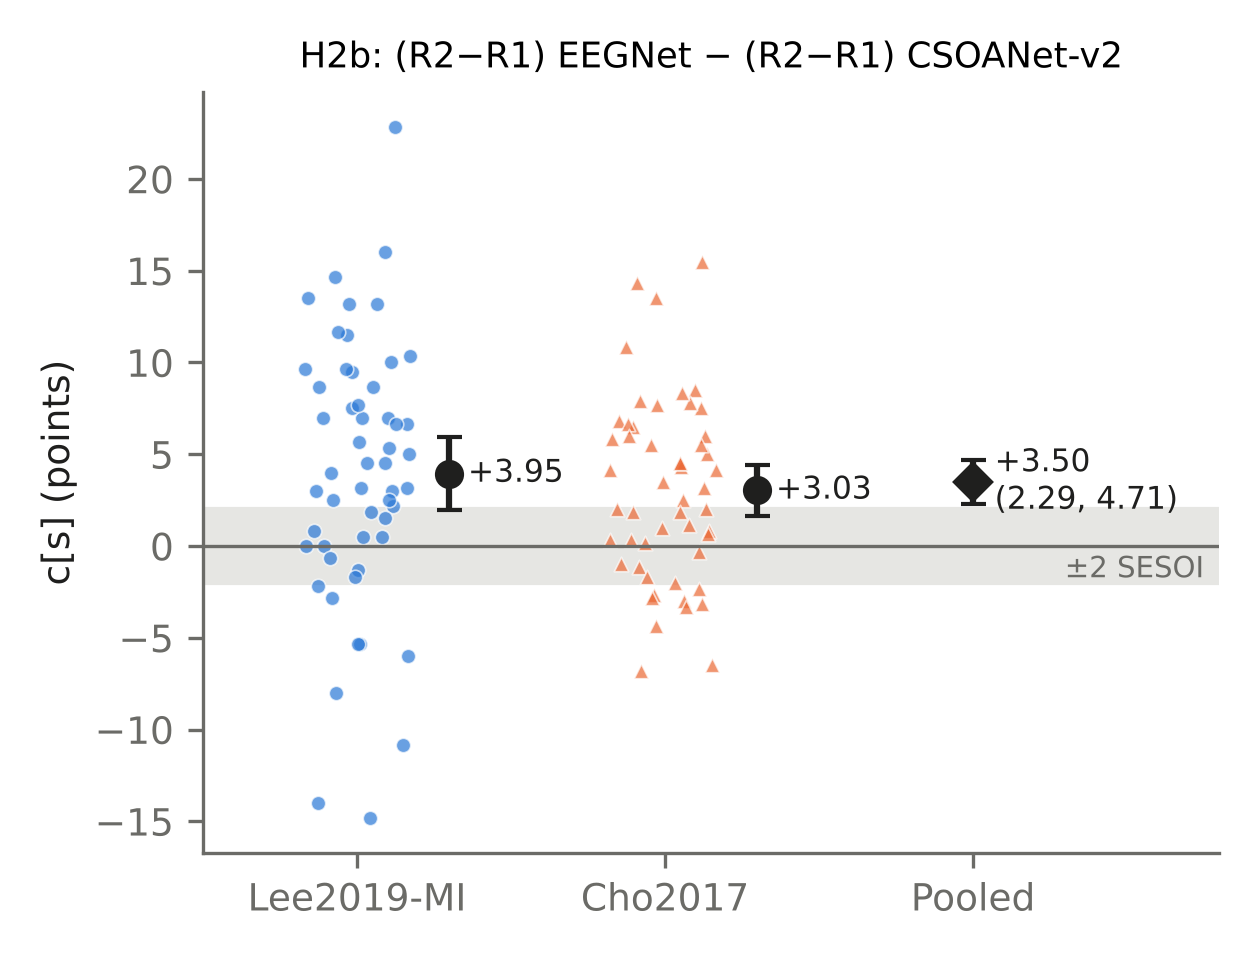 H2b: (R2−R1) EEGNet − (R2−R1) CSOANet-v2
c[s] (points)
20
15
10
5
0
−5
−10
−15
+3.95
+3.03
+3.50
(2.29, 4.71)
±2 SESOI
Lee2019-MI
Cho2017
Pooled